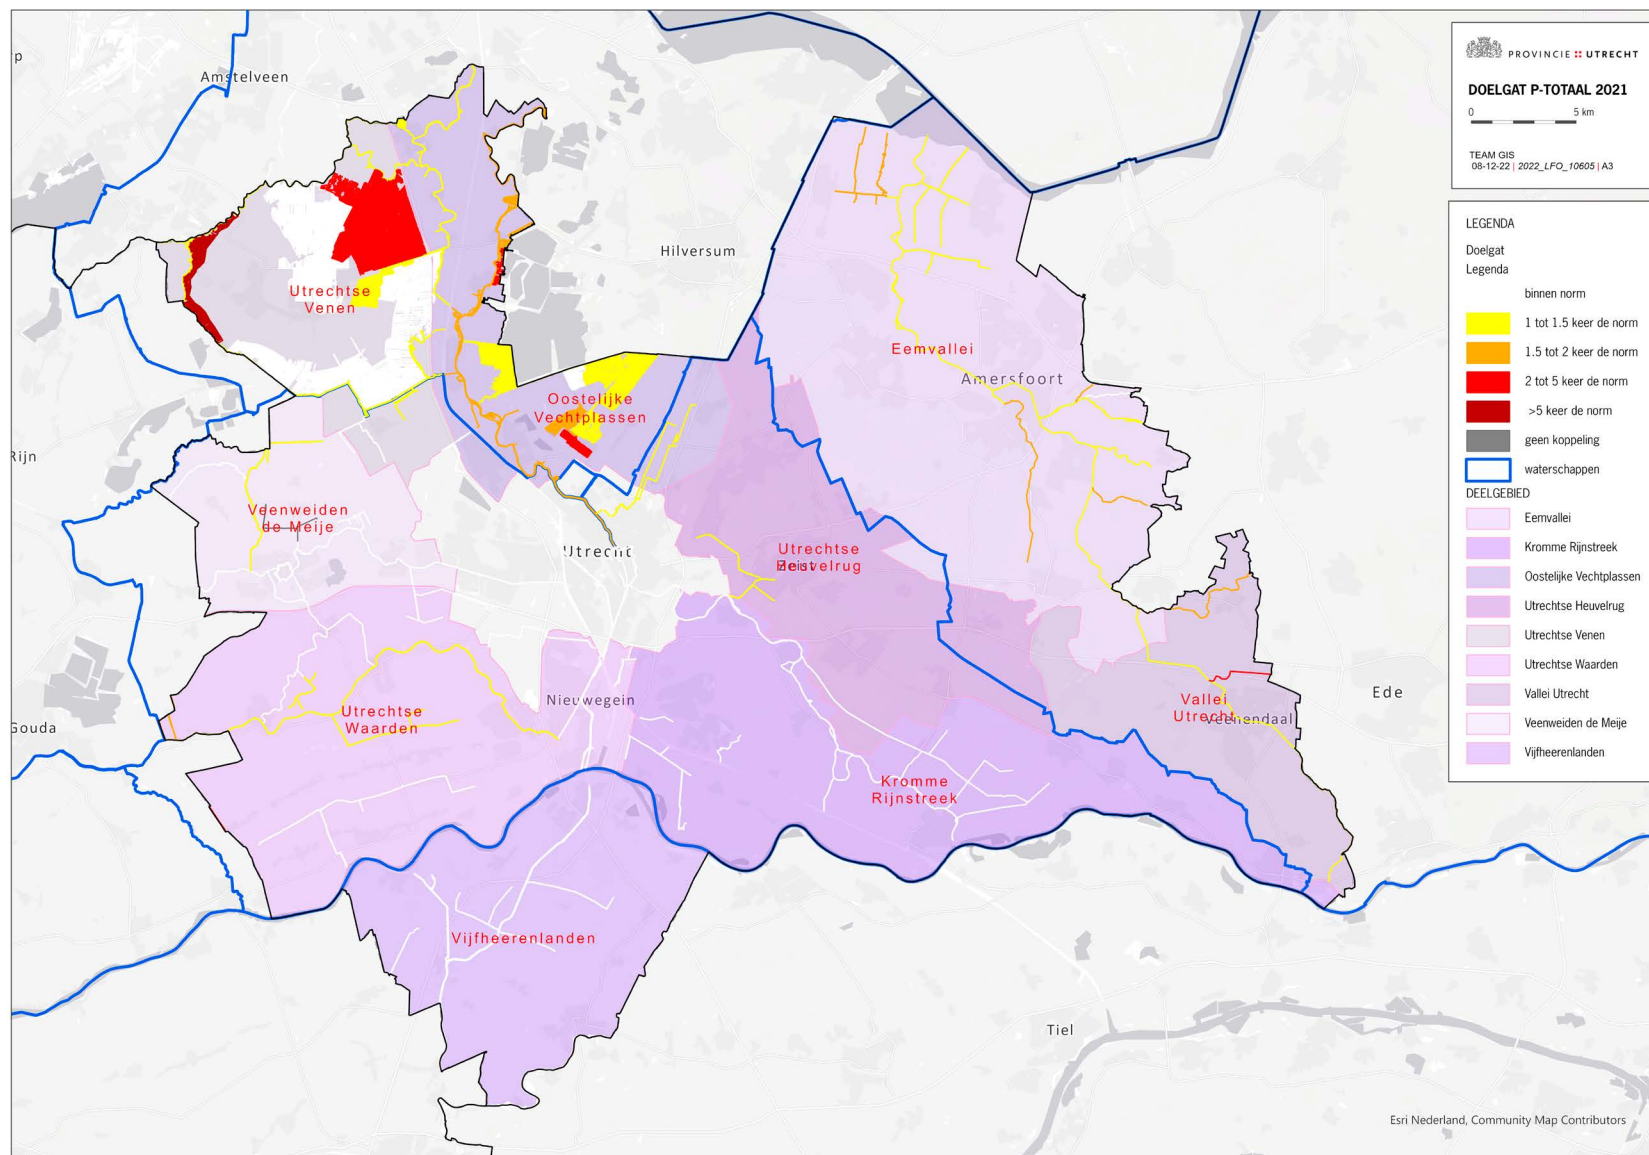 PROVINCIE UTRECHT
DOELGAT P-TOTAAL 2021
0 5 km
TEAM GIS
08-12-22 | 2022_LFO_10605 | A3
LEGENDA
Doelgat
Legenda
binnen norm
1 tot 1.5 keer de norm
1.5 tot 2 keer de norm
2 tot 5 keer de norm
>5 keer de norm
geen koppeling
waterschappen
DEELGEBIED
Eemvallei
Kromme Rijnstreek
Oostelijke Vechtplassen
Utrechtse Heuvelrug
Utrechtse Venen
Utrechtse Waarden
Vallei Utrecht
Veenweiden de Meije
Vijfheerenlanden
p
Amstelveen
Hilversum
Utrechtse
Venen
Eemvallei
Amersfoort
Oostelijke
Vechtplassen
Rijn
Veenweiden
de Meije
Utrecht
Utrechtse
Heuvelrug
Zeist
Ede
Vallei
Utrecht
Veenendaal
Nieuwegein
Utrechtse
Waarden
Gouda
Kromme
Rijnstreek
Vijfheerenlanden
Tiel
Esri Nederland, Community Map Contributors